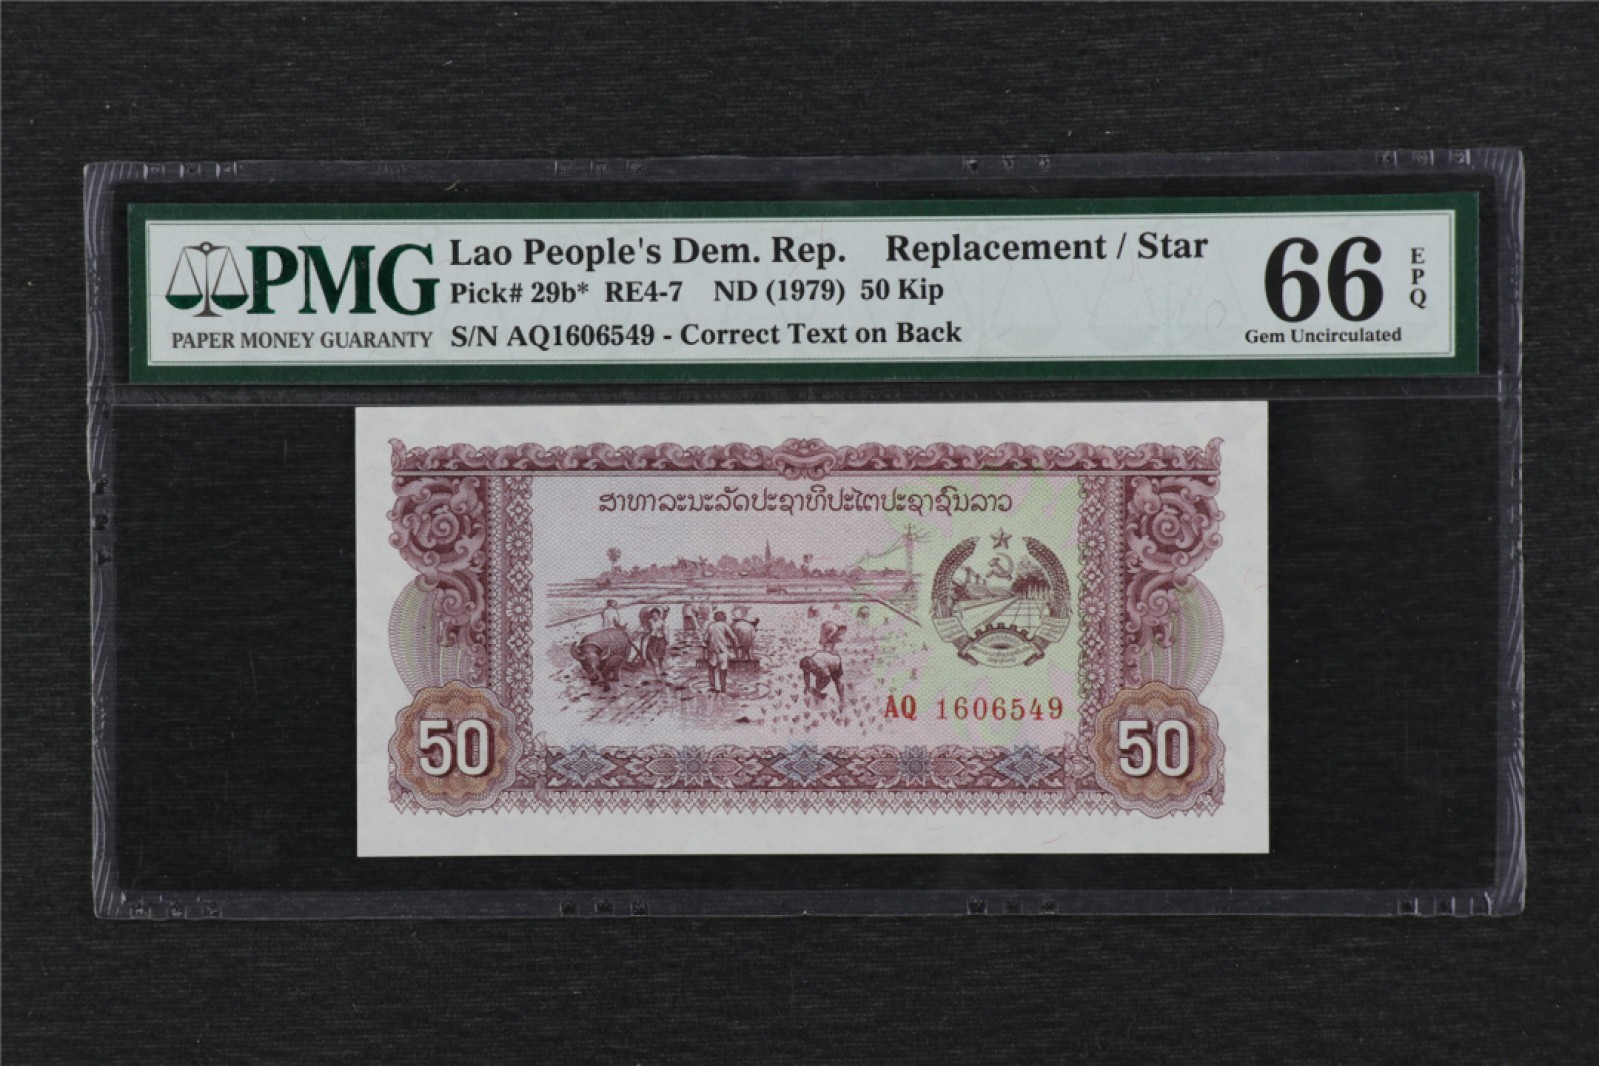 PMG
PAPER MONEY GUARANTY
Lao People's Dem. Rep. Replacement / Star
Pick# 29b* RE4-7 ND (1979) 50 Kip
S/N AQ1606549 - Correct Text on Back
66
EPQ
Gem Uncirculated
ສາທາລະນະລັດປະຊາທິປະໄຕປະຊາຊົນລາວ
AQ 1606549
50
50